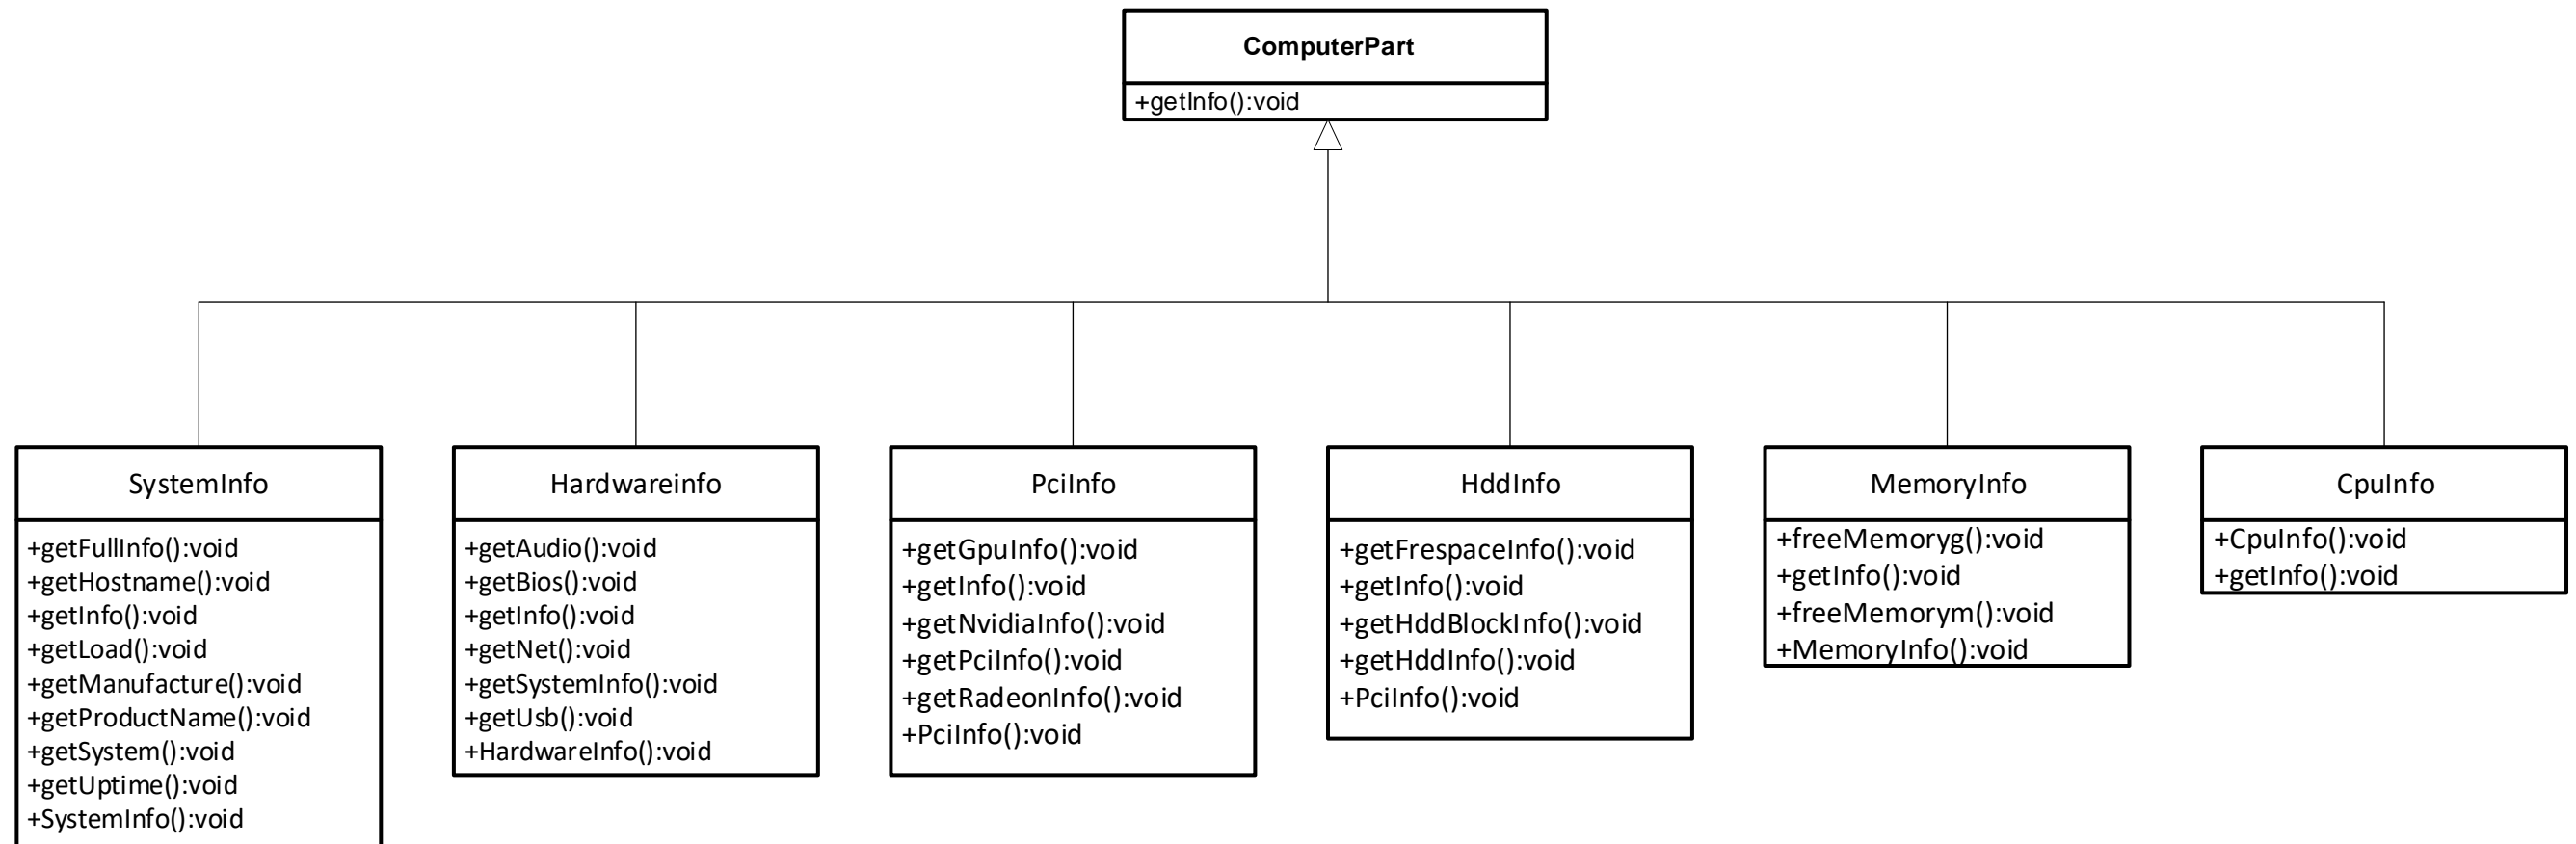 ComputerPart
+getInfo():void
SystemInfo
+getFullInfo():void
+getHostname():void
+getInfo():void
+getLoad():void
+getManufacture():void
+getProductName():void
+getSystem():void
+getUptime():void
+SystemInfo():void
Hardwareinfo
+getAudio():void
+getBios():void
+getInfo():void
+getNet():void
+getSystemInfo():void
+getUsb():void
+HardwareInfo():void
PciInfo
+getGpuInfo():void
+getInfo():void
+getNvidiaInfo():void
+getPciInfo():void
+getRadeonInfo():void
+PciInfo():void
HddInfo
+getFrespaceInfo():void
+getInfo():void
+getHddBlockInfo():void
+getHddInfo():void
+PciInfo():void
MemoryInfo
+freeMemoryg():void
+getInfo():void
+freeMemorym():void
+MemoryInfo():void
CpuInfo
+CpuInfo():void
+getInfo():void